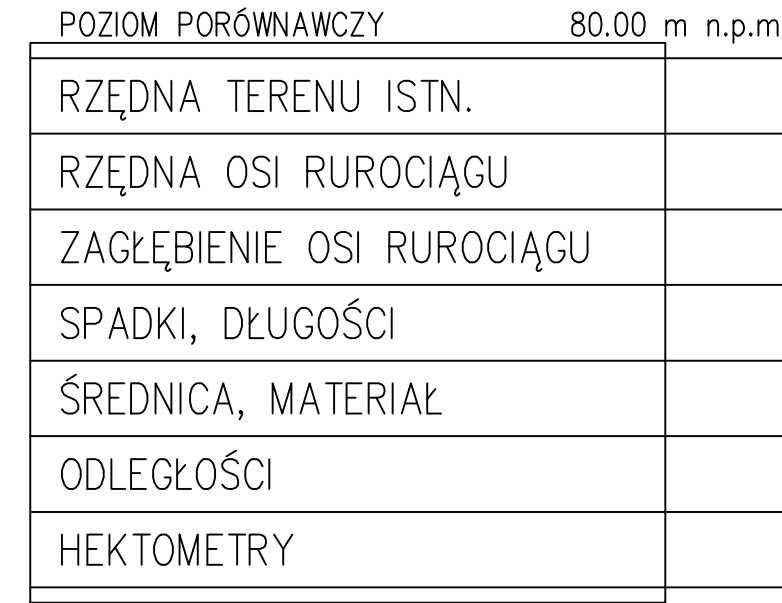 POZIOM PORÓWNAWCZY 80.00 m n.p.m
RZĘDNA TERENU ISTN.
RZĘDNA OSI RUROCIĄGU
ZAGŁĘBIENIE OSI RUROCIĄGU
SPADKI, DŁUGOŚCI
ŚREDNICA, MATERIAŁ
ODLEGŁOŚCI
HEKTOMETRY